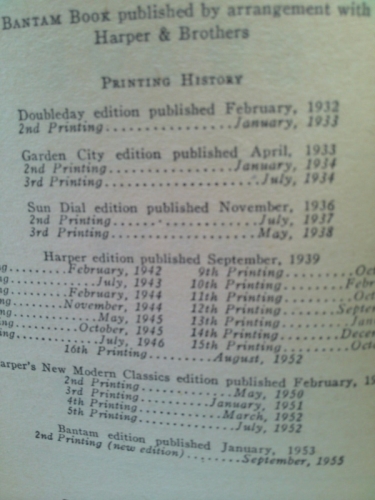 BANTAM BOOK published by arrangement with
Harper & Brothers
PRINTING HISTORY
Doubleday edition published February, 1932
2nd Printing..............January, 1933
Garden City edition published April, 1933
2nd Printing..............January, 1934
3rd Printing..............July, 1934
Sun Dial edition published November, 1936
2nd Printing..............July, 1937
3rd Printing..............May, 1938
Harper edition published September, 1939
February, 1942 9th Printing
July, 1943 10th Printing
February, 1944 11th Printing
November, 1944 12th Printing
May, 1945 13th Printing
October, 1945 14th Printing
July, 1946 15th Printing
16th Printing..........August, 1952
Harper's New Modern Classics edition published February,
2nd Printing..............May, 1950
3rd Printing..............January, 1951
4th Printing..............March, 1952
5th Printing..............July, 1952
Bantam edition published January, 1953
2nd Printing (new edition)........September, 1955